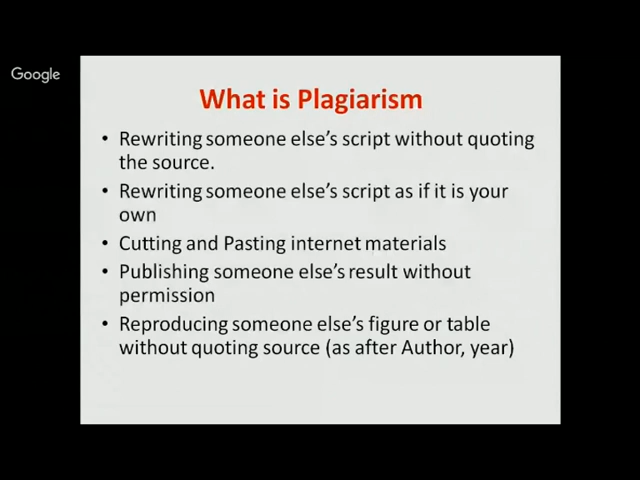 Google
What is Plagiarism
• Rewriting someone else's script without quoting
the source.
• Rewriting someone else's script as if it is your
own
• Cutting and Pasting internet materials
• Publishing someone else's result without
permission
• Reproducing someone else's figure or table
without quoting source (as after Author, year)